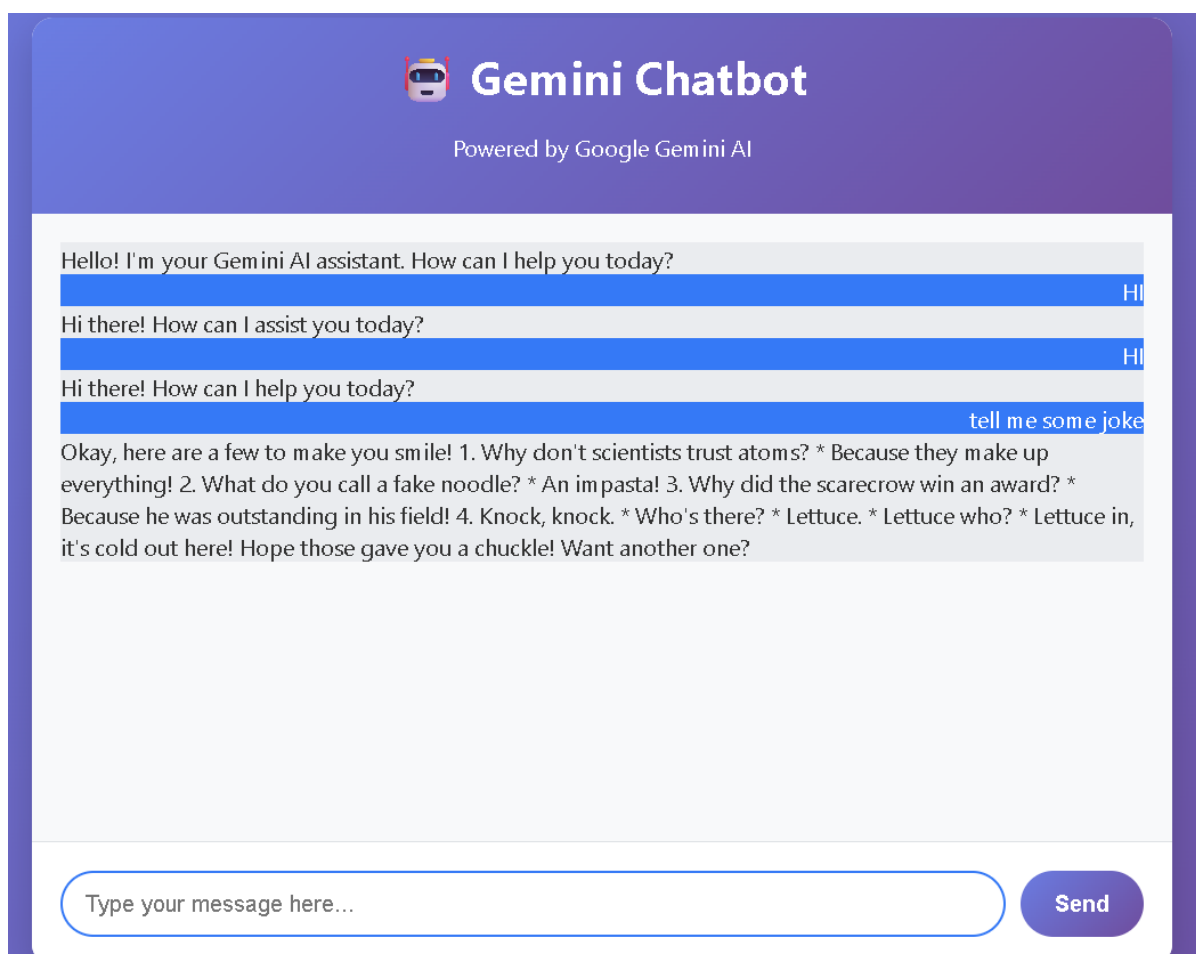 Gemini Chatbot
Powered by Google Gemini AI
Hello! I'm your Gemini AI assistant. How can I help you today?
HI
Hi there! How can I assist you today?
HI
Hi there! How can I help you today?
tell me some joke
Okay, here are a few to make you smile! 1. Why don't scientists trust atoms? * Because they make up
everything! 2. What do you call a fake noodle? * An impasta! 3. Why did the scarecrow win an award? *
Because he was outstanding in his field! 4. Knock, knock. * Who's there? * Lettuce. * Lettuce who? * Lettuce in,
it's cold out here! Hope those gave you a chuckle! Want another one?
Type your message here...
Send